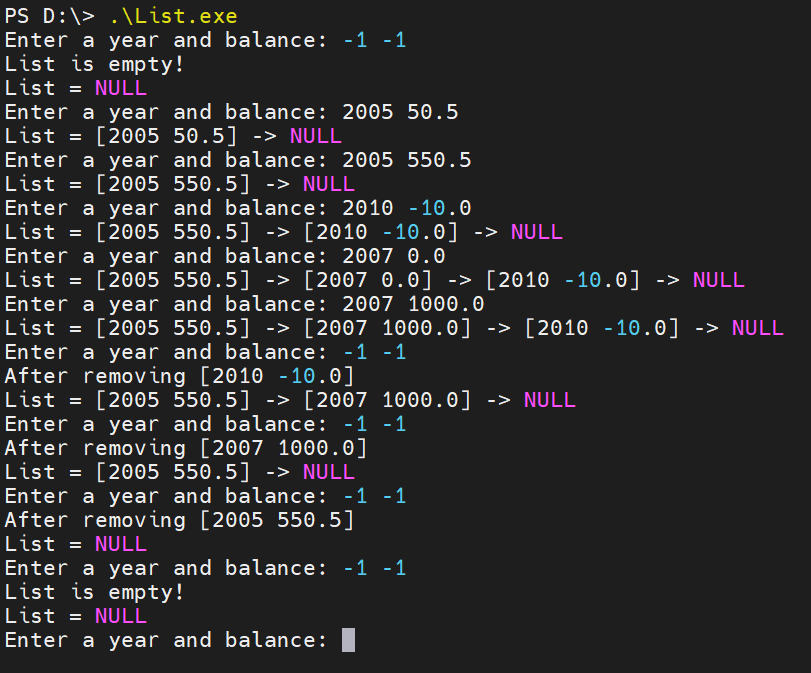 PS D:\> .\List.exe
Enter a year and balance: -1 -1
List is empty!
List = NULL
Enter a year and balance: 2005 50.5
List = [2005 50.5] -> NULL
Enter a year and balance: 2005 550.5
List = [2005 550.5] -> NULL
Enter a year and balance: 2010 -10.0
List = [2005 550.5] -> [2010 -10.0] -> NULL
Enter a year and balance: 2007 0.0
List = [2005 550.5] -> [2007 0.0] -> [2010 -10.0] -> NULL
Enter a year and balance: 2007 1000.0
List = [2005 550.5] -> [2007 1000.0] -> [2010 -10.0] -> NULL
Enter a year and balance: -1 -1
After removing [2010 -10.0]
List = [2005 550.5] -> [2007 1000.0] -> NULL
Enter a year and balance: -1 -1
After removing [2007 1000.0]
List = [2005 550.5] -> NULL
Enter a year and balance: -1 -1
After removing [2005 550.5]
List = NULL
Enter a year and balance: -1 -1
List is empty!
List = NULL
Enter a year and balance: